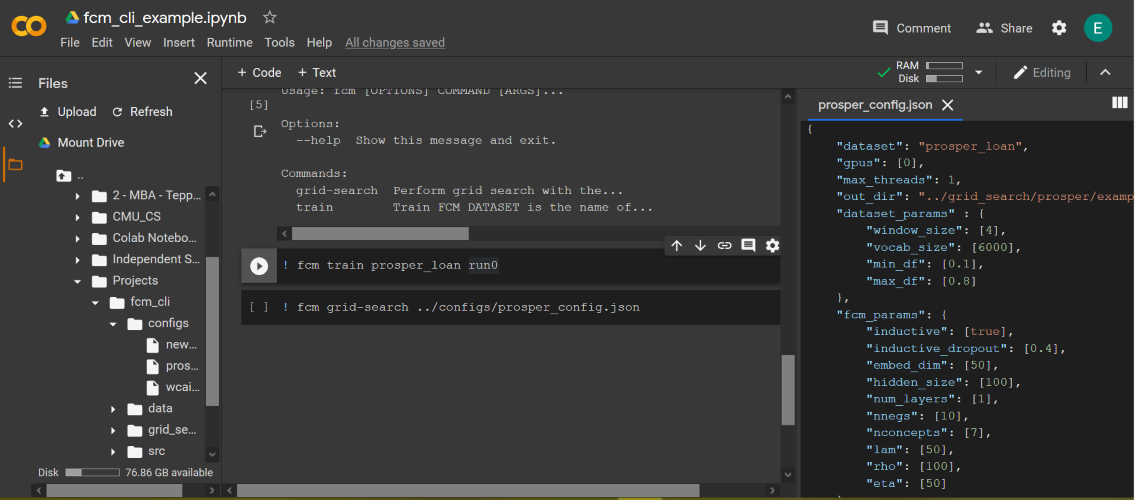 fcm_cli_example.ipynb
File Edit View Insert Runtime Tools Help All changes saved
Comment Share E
Files
+ Code + Text
RAM
Disk
Editing
Upload Refresh
Mount Drive
..
2 - MBA - Tepp...
CMU_CS
Colab Notebo...
Independent S...
Projects
fcm_cli
configs
new...
pros...
wcai...
data
grid_se...
src
Disk 76.86 GB available
Usage: fcm [OPTIONS] COMMAND [ARGS]...
[5]
Options:
--help Show this message and exit.
Commands:
grid-search Perform grid search with the...
train Train FCM DATASET is the name of...
! fcm train prosper_loan run0
[ ] ! fcm grid-search ../configs/prosper_config.json
prosper_config.json
{
"dataset": "prosper_loan",
"gpus": [0],
"max_threads": 1,
"out_dir": "../grid_search/prosper/examp
"dataset_params" : {
"window_size": [4],
"vocab_size": [6000],
"min_df": [0.1],
"max_df": [0.8]
},
"fcm_params": {
"inductive": [true],
"inductive_dropout": [0.4],
"embed_dim": [50],
"hidden_size": [100],
"num_layers": [1],
"nnegs": [10],
"nconcepts": [7],
"lam": [50],
"rho": [100],
"eta": [50]